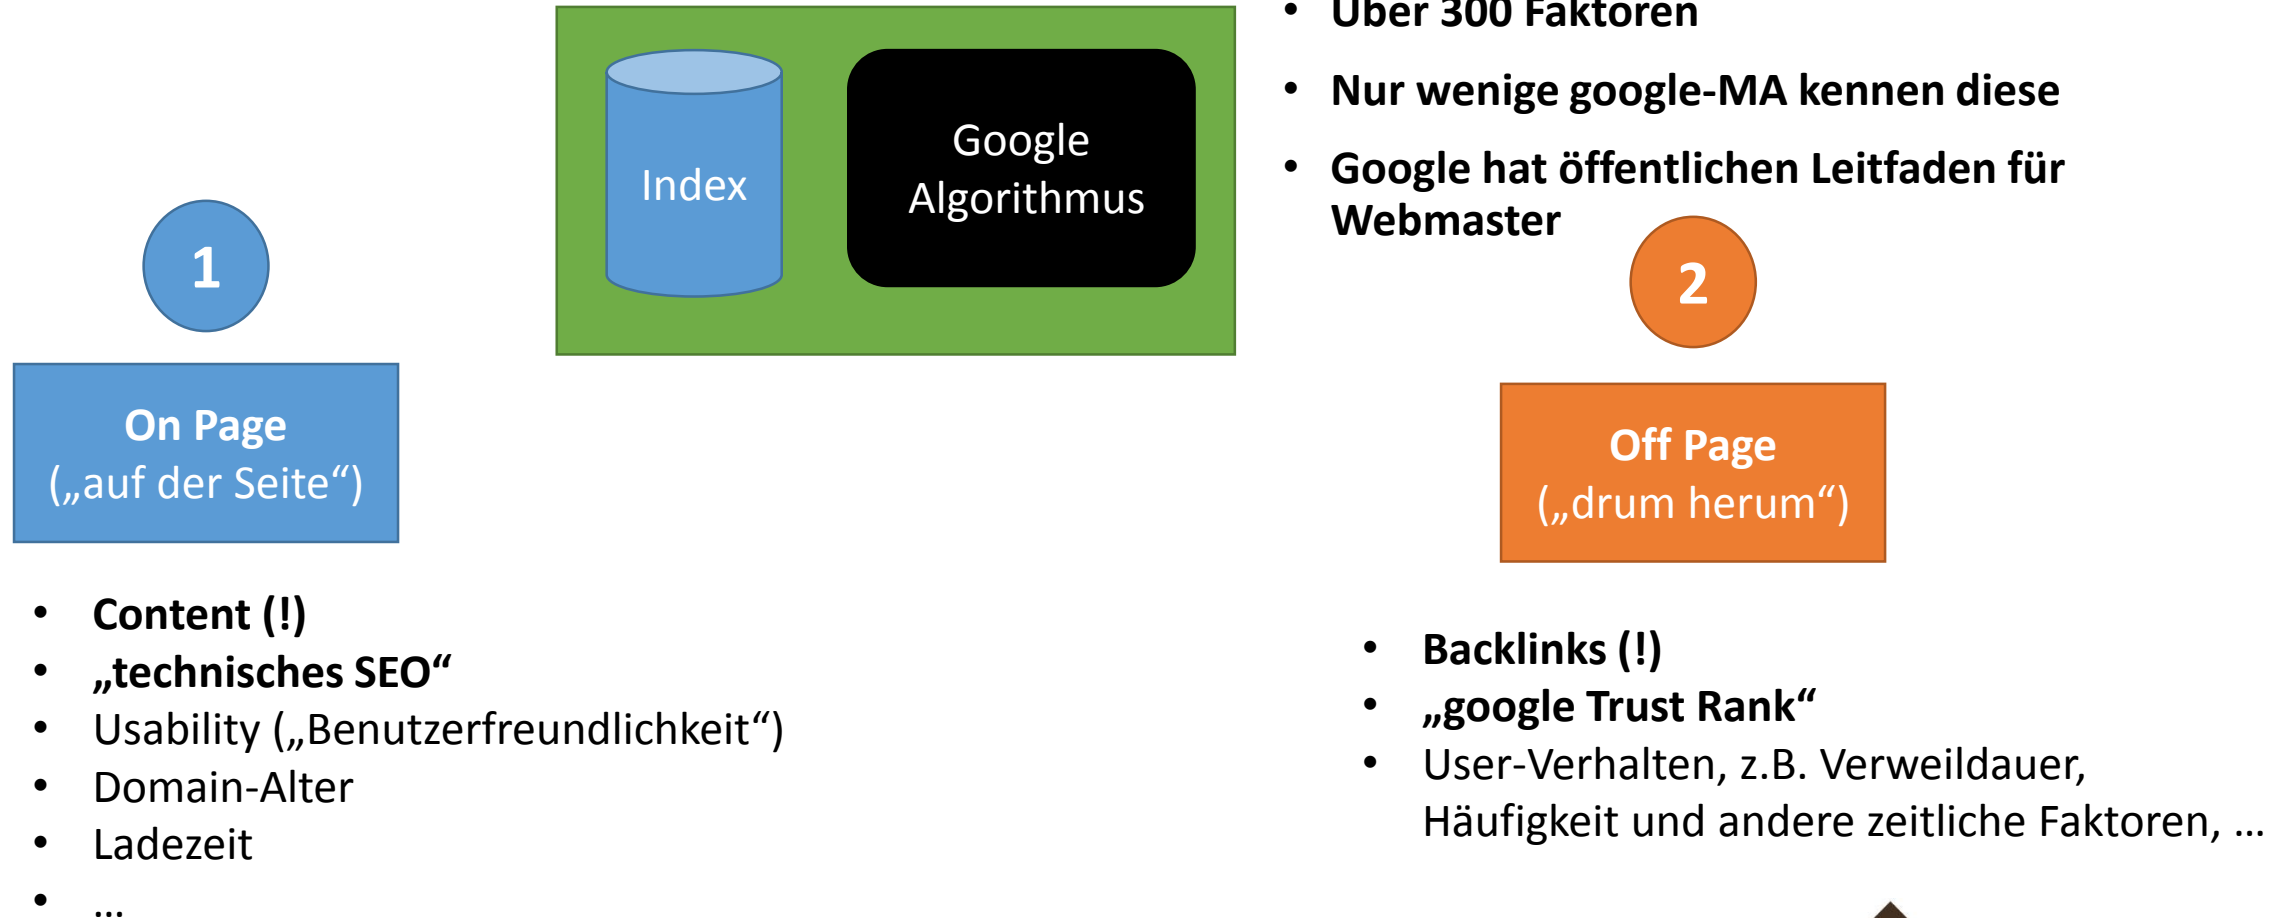 • Über 300 Faktoren
• Nur wenige google-MA kennen diese
• Google hat öffentlichen Leitfaden für
Webmaster
Index
Google
Algorithmus
1
On Page
(„auf der Seite“)
• Content (!)
• „technisches SEO“
• Usability („Benutzerfreundlichkeit“)
• Domain-Alter
• Ladezeit
• …
2
Off Page
(„drum herum“)
• Backlinks (!)
• „google Trust Rank“
• User-Verhalten, z.B. Verweildauer,
Häufigkeit und andere zeitliche Faktoren, …